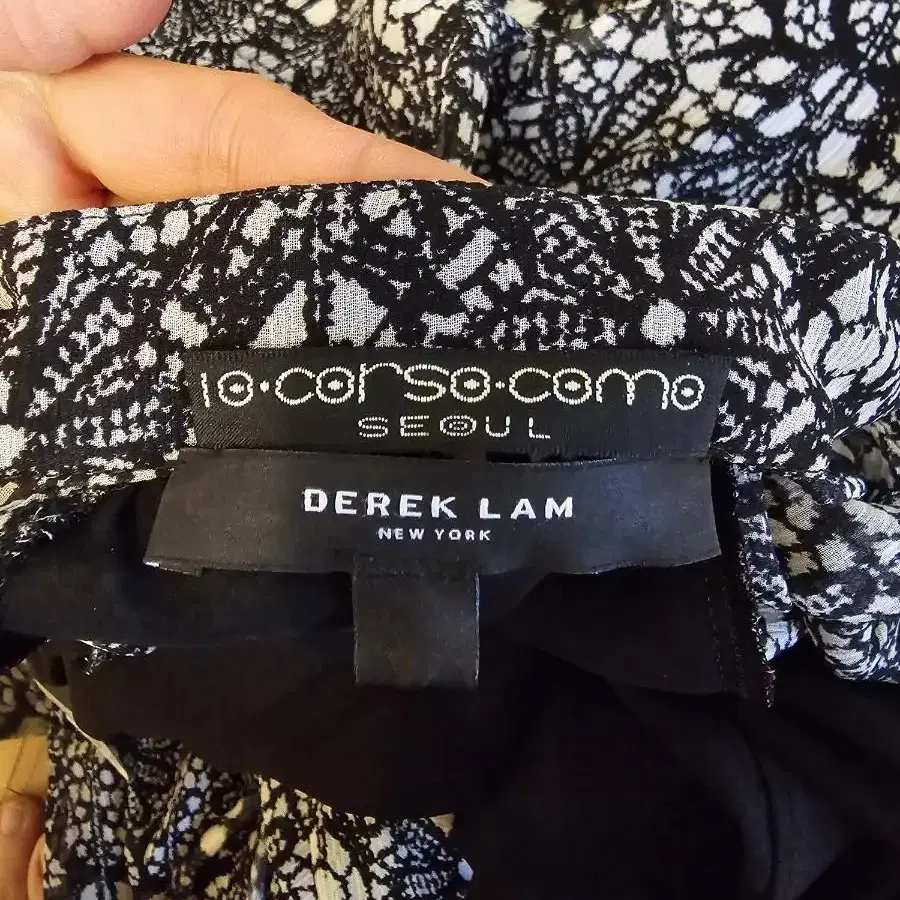 10·corso·como
SEOUL
DEREK LAM
NEW YORK